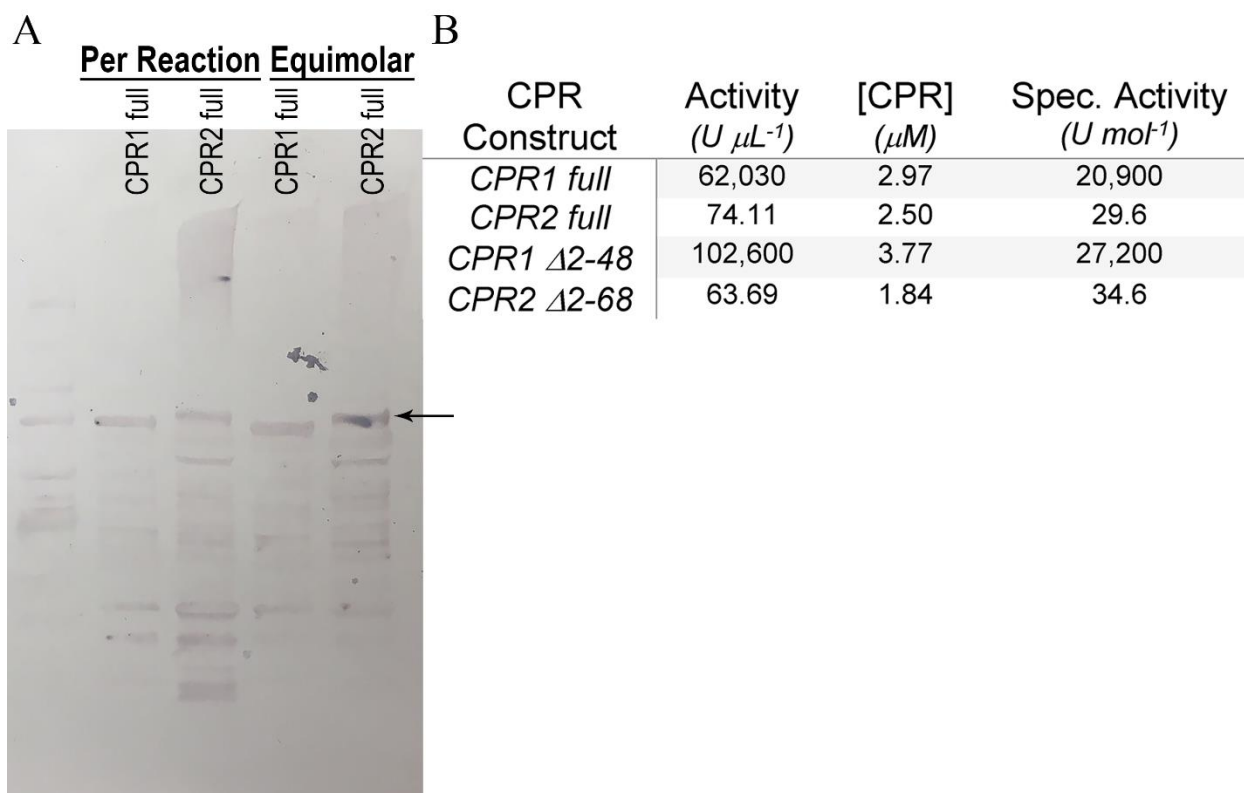 A
Per Reaction Equimolar
CPR1 full
CPR2 full
CPR1 full
CPR2 full
B
CPR Construct Activity (U μL⁻¹) [CPR] (μM) Spec. Activity (U mol⁻¹)
CPR1 full 62,030 2.97 20,900
CPR2 full 74.11 2.50 29.6
CPR1 Δ2-48 102,600 3.77 27,200
CPR2 Δ2-68 63.69 1.84 34.6